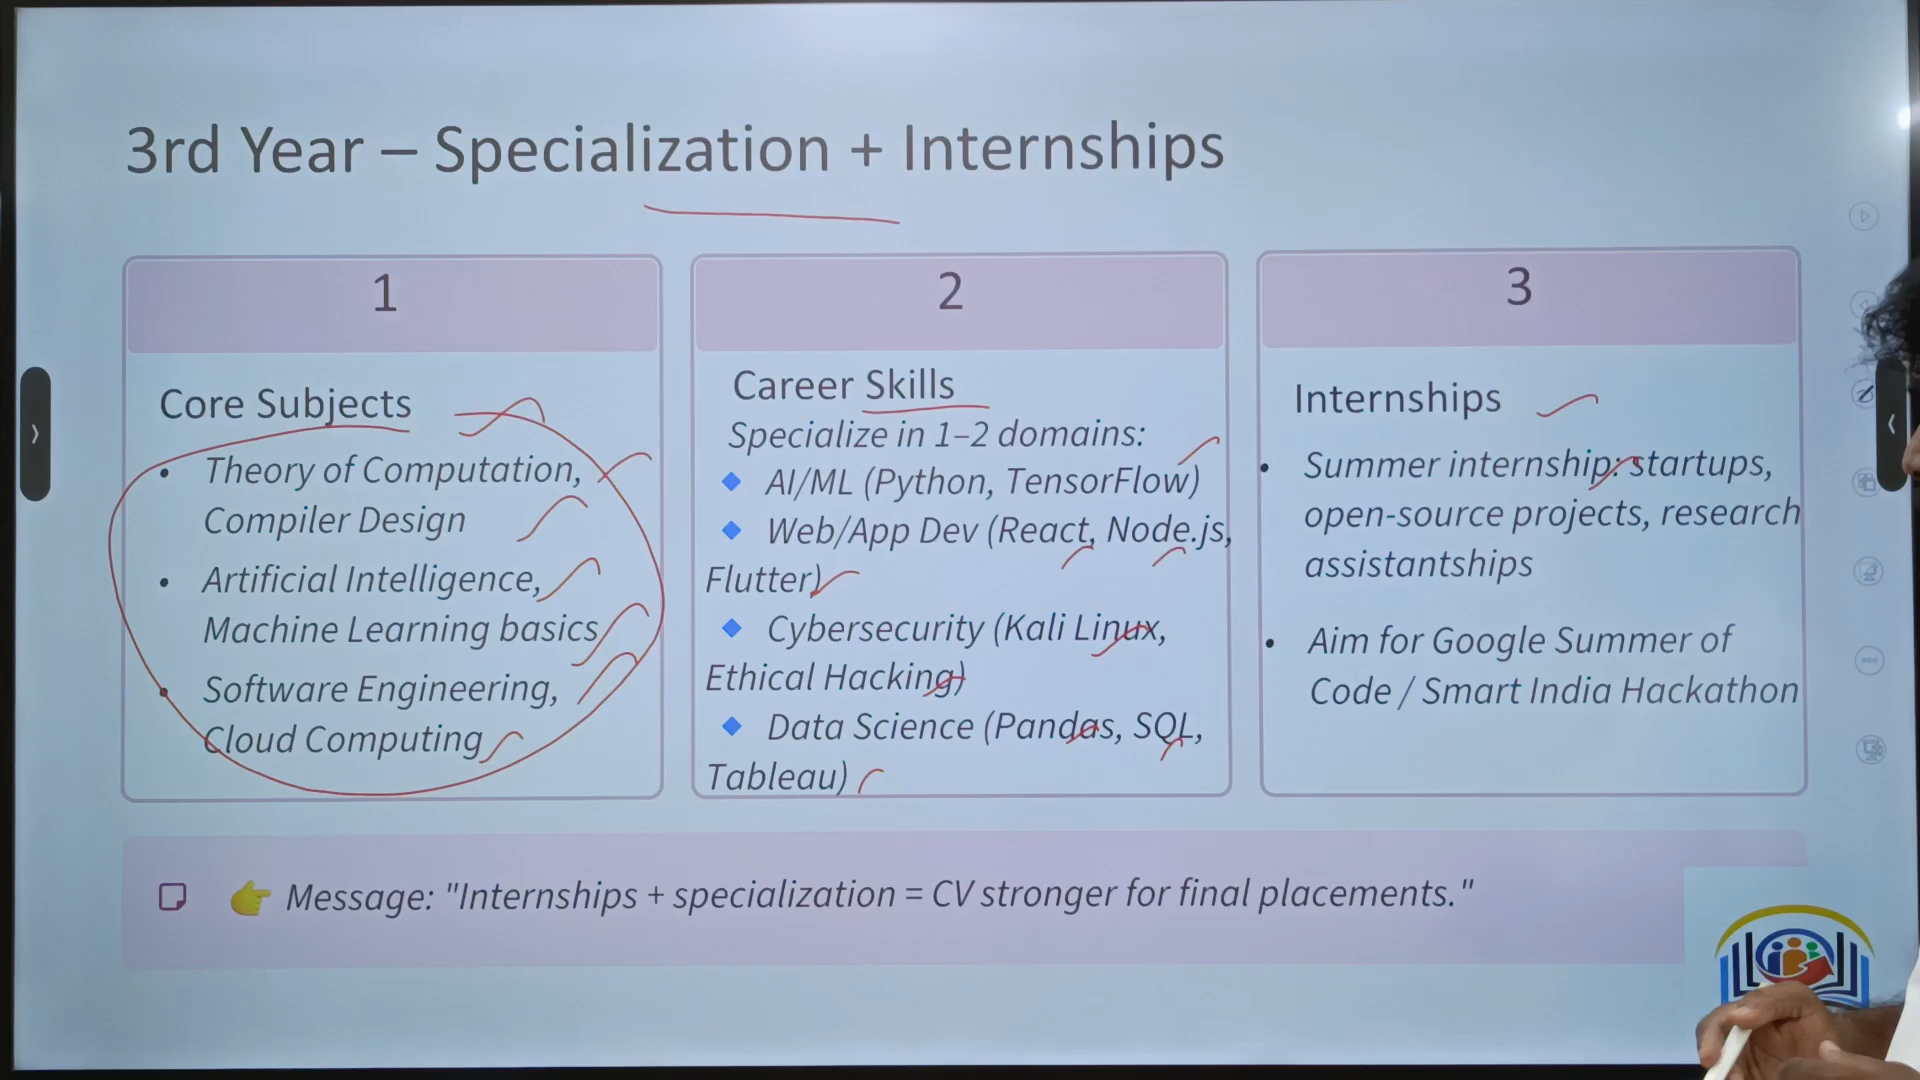 3rd Year – Specialization + Internships
1
Core Subjects
• Theory of Computation,
Compiler Design
• Artificial Intelligence,
Machine Learning basics
• Software Engineering,
Cloud Computing
2
Career Skills
Specialize in 1–2 domains:
🔹 AI/ML (Python, TensorFlow)
🔹 Web/App Dev (React, Node.js,
Flutter)
🔹 Cybersecurity (Kali Linux,
Ethical Hacking)
🔹 Data Science (Pandas, SQL,
Tableau)
3
Internships
• Summer internship: startups,
open-source projects, research
assistantships
• Aim for Google Summer of
Code / Smart India Hackathon
👉 Message: "Internships + specialization = CV stronger for final placements."